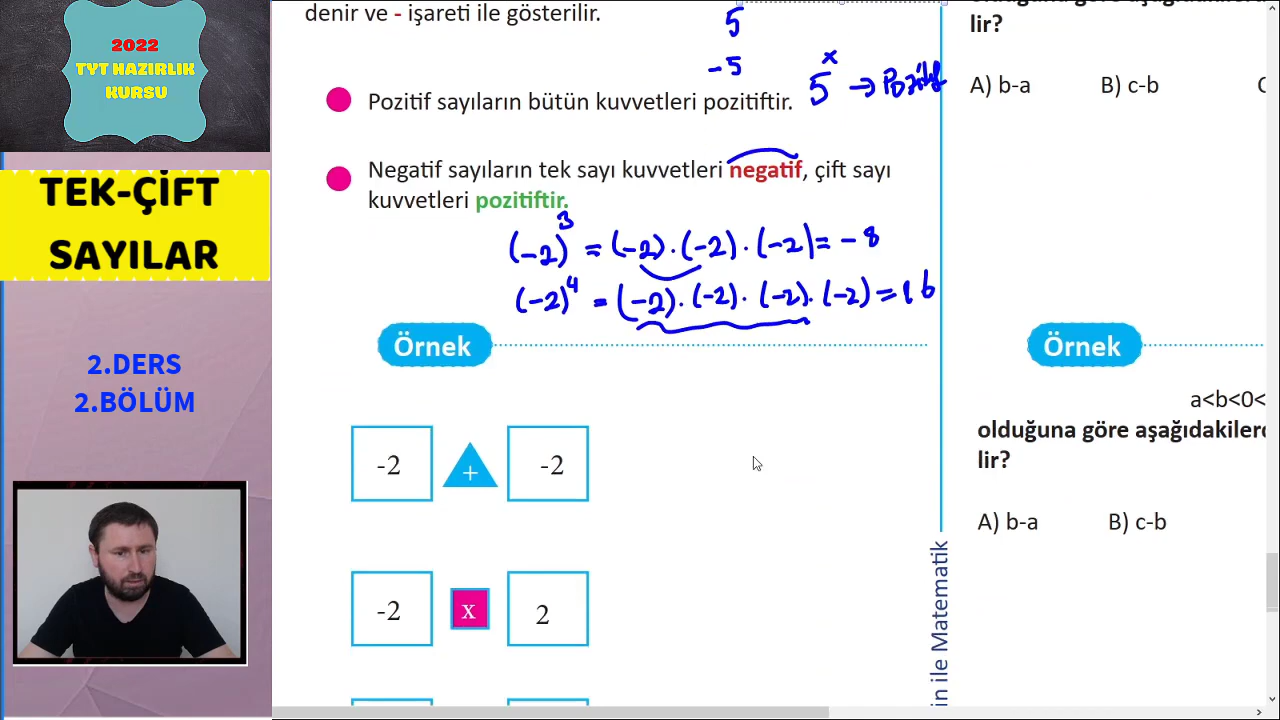 2022
TYT HAZIRLIK
KURSU
TEK-ÇİFT
SAYILAR
2.DERS
2.BÖLÜM
denir ve - işareti ile gösterilir.
5
-5
Pozitif sayıların bütün kuvvetleri pozitiftir.
5^x → Pozitif
Negatif sayıların tek sayı kuvvetleri negatif, çift sayı
kuvvetleri pozitiftir.
(-2)^3 = (-2)·(-2)·(-2) = -8
(-2)^4 = (-2)·(-2)·(-2)·(-2) = 16
Örnek
-2 + -2
-2 x 2
in ile Matematik
lir?
A) b-a B) c-b
Örnek
a<b<0<
olduğuna göre aşağıdakilerd
lir?
A) b-a B) c-b